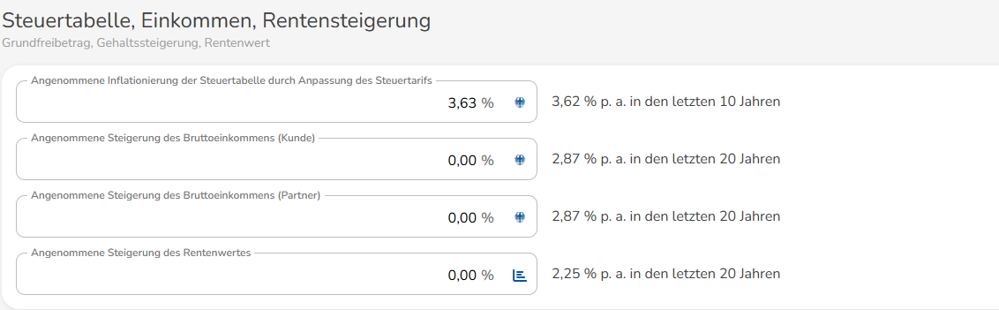 Steuertabelle, Einkommen, Rentensteigerung
Grundfreibetrag, Gehaltssteigerung, Rentenwert
Angenommene Inflationierung der Steuertabelle durch Anpassung des Steuertarifs
3,63 % 3,62 % p. a. in den letzten 10 Jahren
Angenommene Steigerung des Bruttoeinkommens (Kunde)
0,00 % 2,87 % p. a. in den letzten 20 Jahren
Angenommene Steigerung des Bruttoeinkommens (Partner)
0,00 % 2,87 % p. a. in den letzten 20 Jahren
Angenommene Steigerung des Rentenwertes
0,00 % 2,25 % p. a. in den letzten 20 Jahren